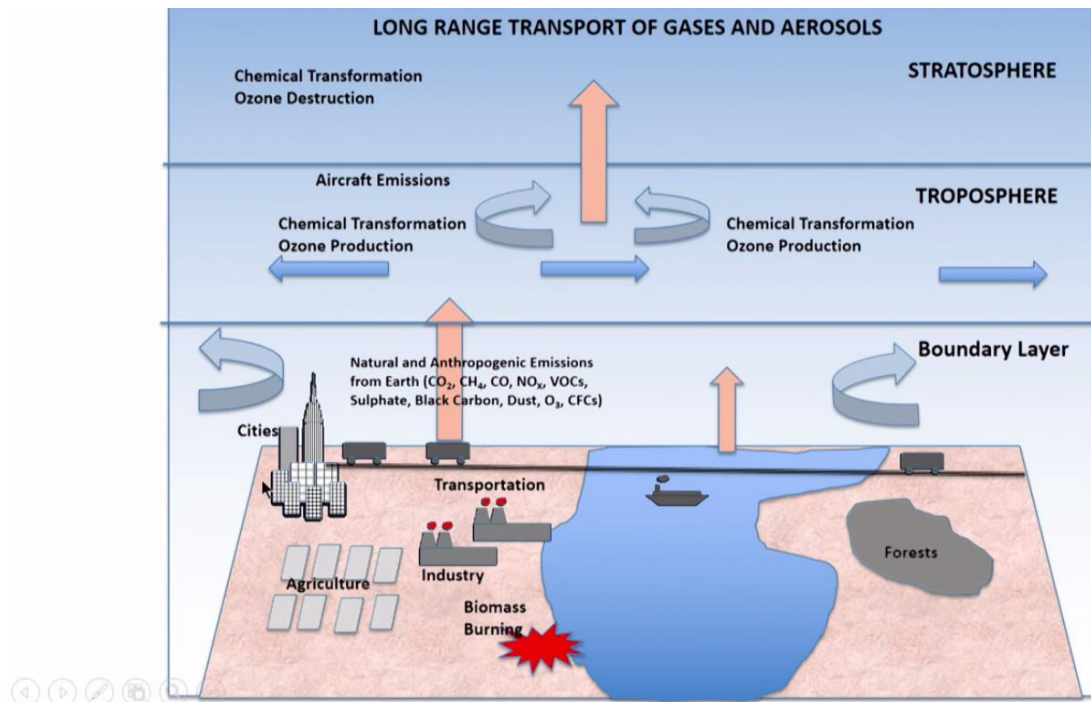 LONG RANGE TRANSPORT OF GASES AND AEROSOLS
STRATOSPHERE
Chemical Transformation
Ozone Destruction
Aircraft Emissions
TROPOSPHERE
Chemical Transformation
Ozone Production
Chemical Transformation
Ozone Production
Boundary Layer
Natural and Anthropogenic Emissions
from Earth (CO₂, CH₄, CO, NOₓ, VOCs,
Sulphate, Black Carbon, Dust, O₃, CFCs)
Cities
Transportation
Industry
Agriculture
Forests
Biomass
Burning